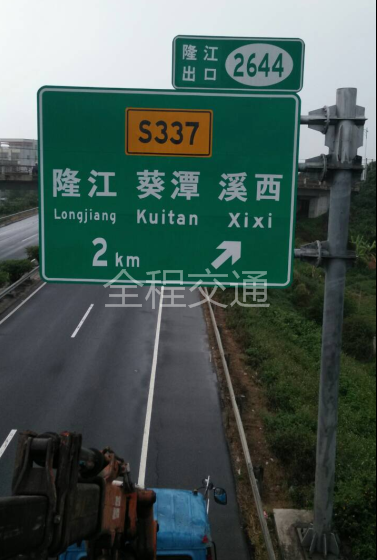 隆江
出口
2644
S337
隆江 葵潭 溪西
Longjiang Kuitan Xixi
2 km
全程交通